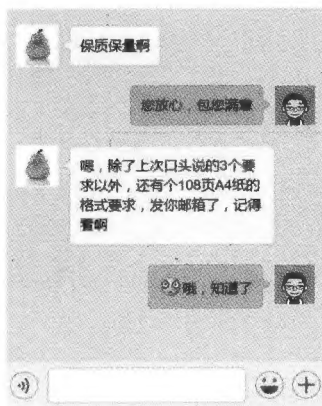 保质保量啊
您放心，包您满意
嗯，除了上次口头说的3个要
求以外，还有个108页A4纸的
格式要求，发你邮箱了，记得
看啊
哦，知道了